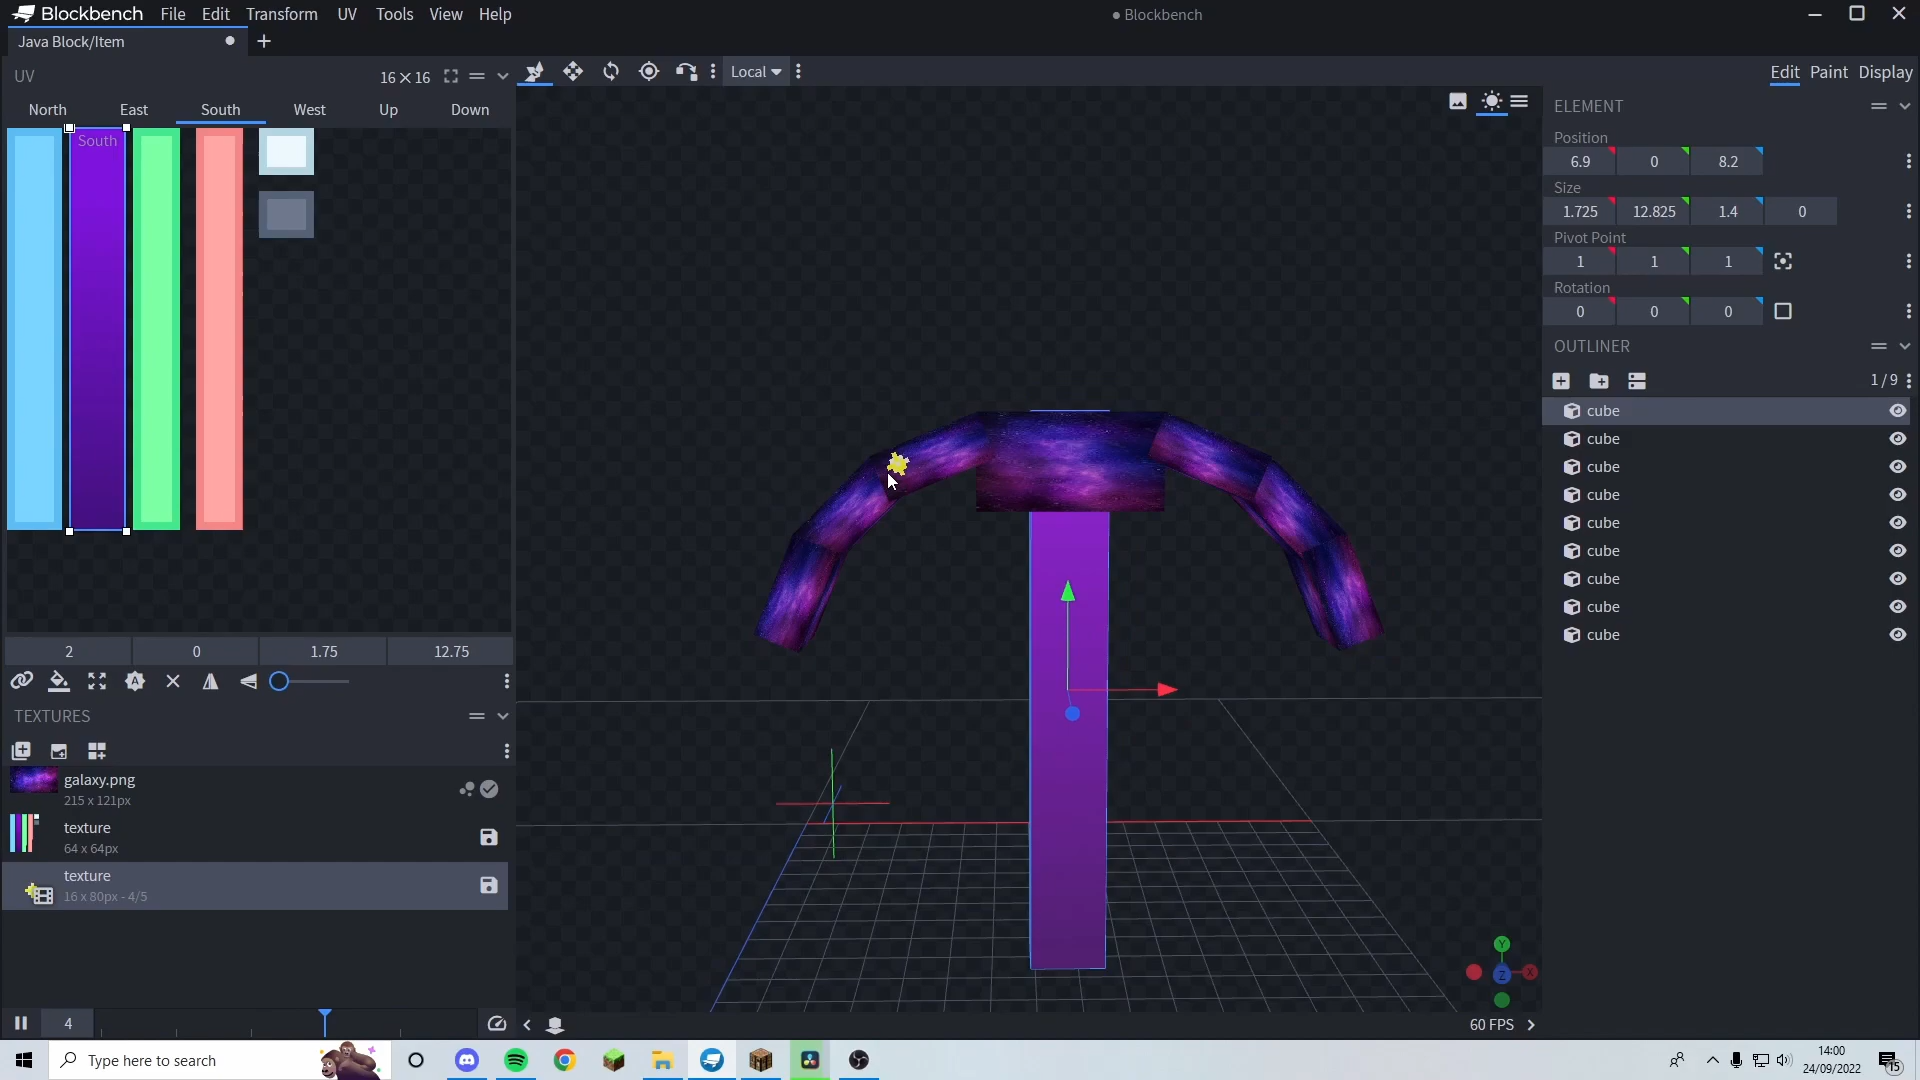 Blockbench File Edit Transform UV Tools View Help
● Blockbench
Java Block/Item
UV 16×16
Local
Edit Paint Display
North East South West Up Down
South
ELEMENT
Position
6.9 0 8.2
Size
1.725 12.825 1.4 0
Pivot Point
1 1 1
Rotation
0 0 0
OUTLINER
1 / 9
cube
cube
cube
cube
cube
cube
cube
cube
cube
2 0 1.75 12.75
A
TEXTURES
galaxy.png
215 x 121px
texture
64 x 64px
texture
16 x 80px - 4/5
4
Y
Z X
60 FPS
Type here to search
14:00
24/09/2022
15